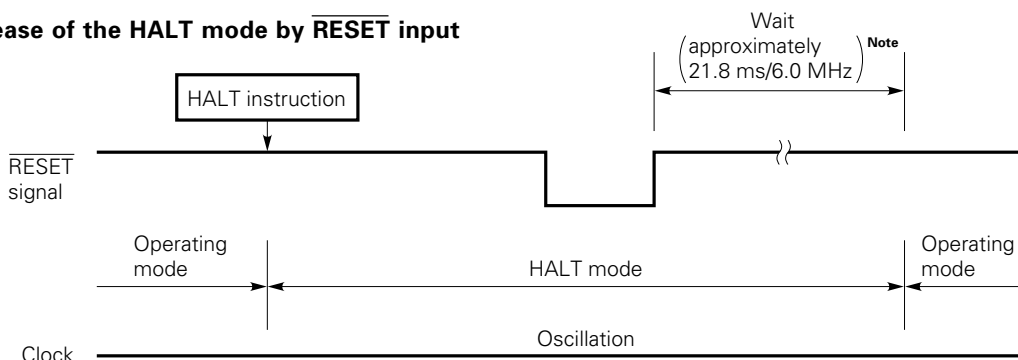 ease of the HALT mode by RESET input
Wait
approximately
21.8 ms/6.0 MHz
Note
HALT instruction
RESET
signal
Operating
mode
HALT mode
Operating
mode
Oscillation
Clock